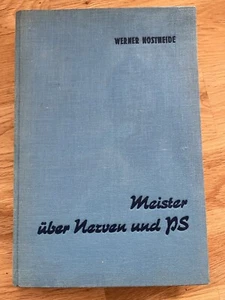 WERNER HOSTHEIDE
Meister
über Nerven und PS